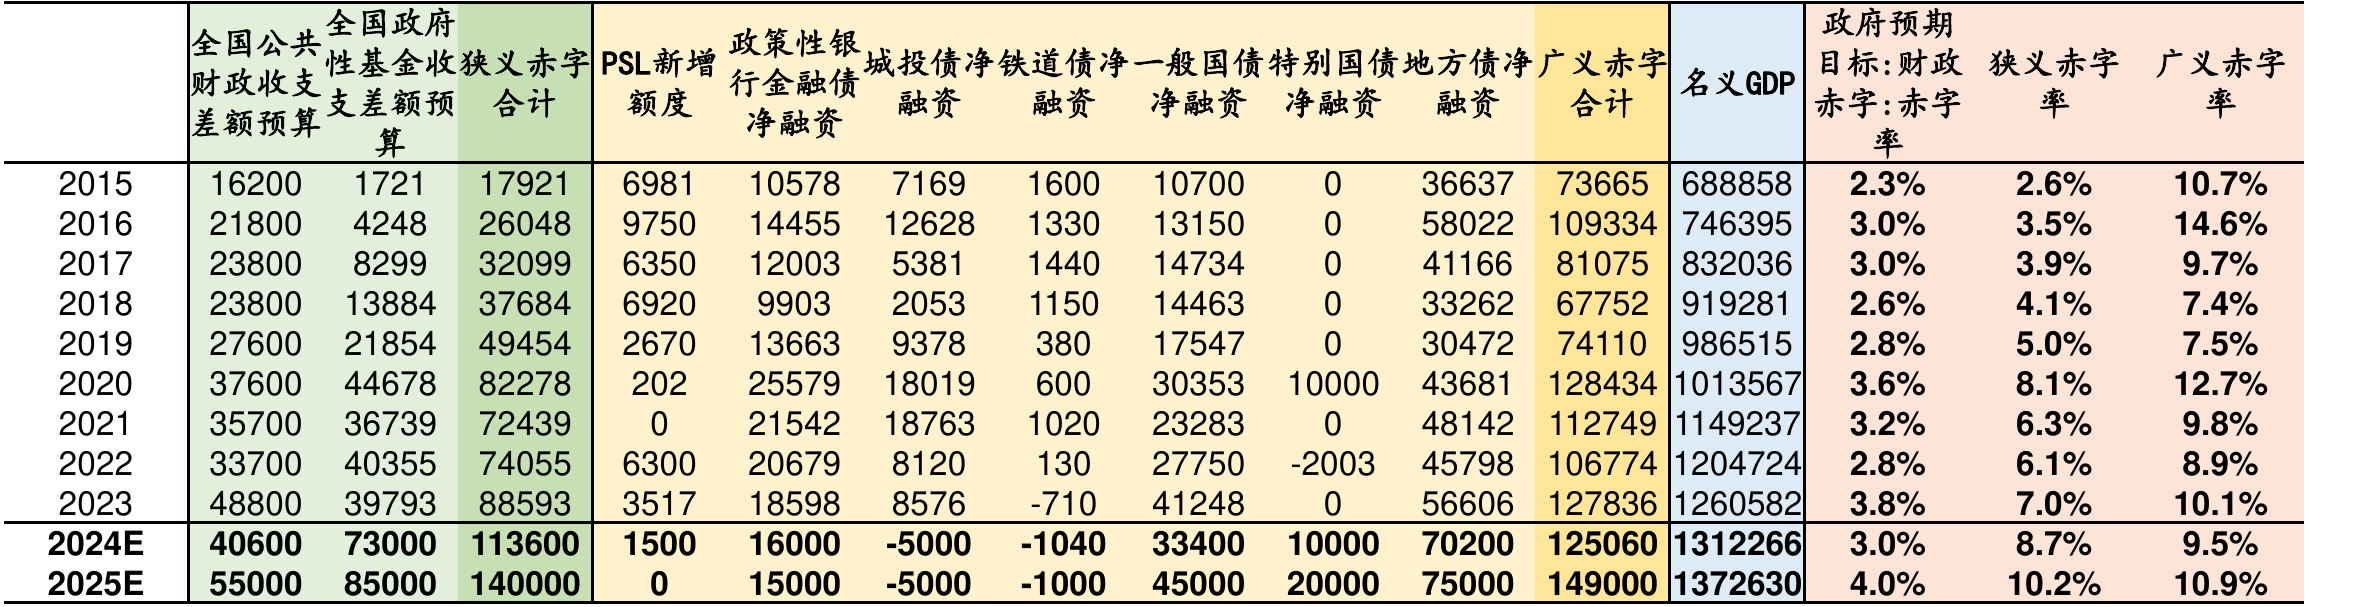 全国公共财政收支差额预算 全国政府性基金收支差额预算 狭义赤字合计 PSL新增额度 政策性银行金融债净融资 城投债净融资 铁道债净融资 一般国债净融资 特别国债净融资 地方债净融资 广义赤字合计 名义GDP 政府预期目标:财政赤字:赤字率 狭义赤字率 广义赤字率
2015 16200 1721 17921 6981 10578 7169 1600 10700 0 36637 73665 688858 2.3% 2.6% 10.7%
2016 21800 4248 26048 9750 14455 12628 1330 13150 0 58022 109334 746395 3.0% 3.5% 14.6%
2017 23800 8299 32099 6350 12003 5381 1440 14734 0 41166 81075 832036 3.0% 3.9% 9.7%
2018 23800 13884 37684 6920 9903 2053 1150 14463 0 33262 67752 919281 2.6% 4.1% 7.4%
2019 27600 21854 49454 2670 13663 9378 380 17547 0 30472 74110 986515 2.8% 5.0% 7.5%
2020 37600 44678 82278 202 25579 18019 600 30353 10000 43681 128434 1013567 3.6% 8.1% 12.7%
2021 35700 36739 72439 0 21542 18763 1020 23283 0 48142 112749 1149237 3.2% 6.3% 9.8%
2022 33700 40355 74055 6300 20679 8120 130 27750 -2003 45798 106774 1204724 2.8% 6.1% 8.9%
2023 48800 39793 88593 3517 18598 8576 -710 41248 0 56606 127836 1260582 3.8% 7.0% 10.1%
2024E 40600 73000 113600 1500 16000 -5000 -1040 33400 10000 70200 125060 1312266 3.0% 8.7% 9.5%
2025E 55000 85000 140000 0 15000 -5000 -1000 45000 20000 75000 149000 1372630 4.0% 10.2% 10.9%